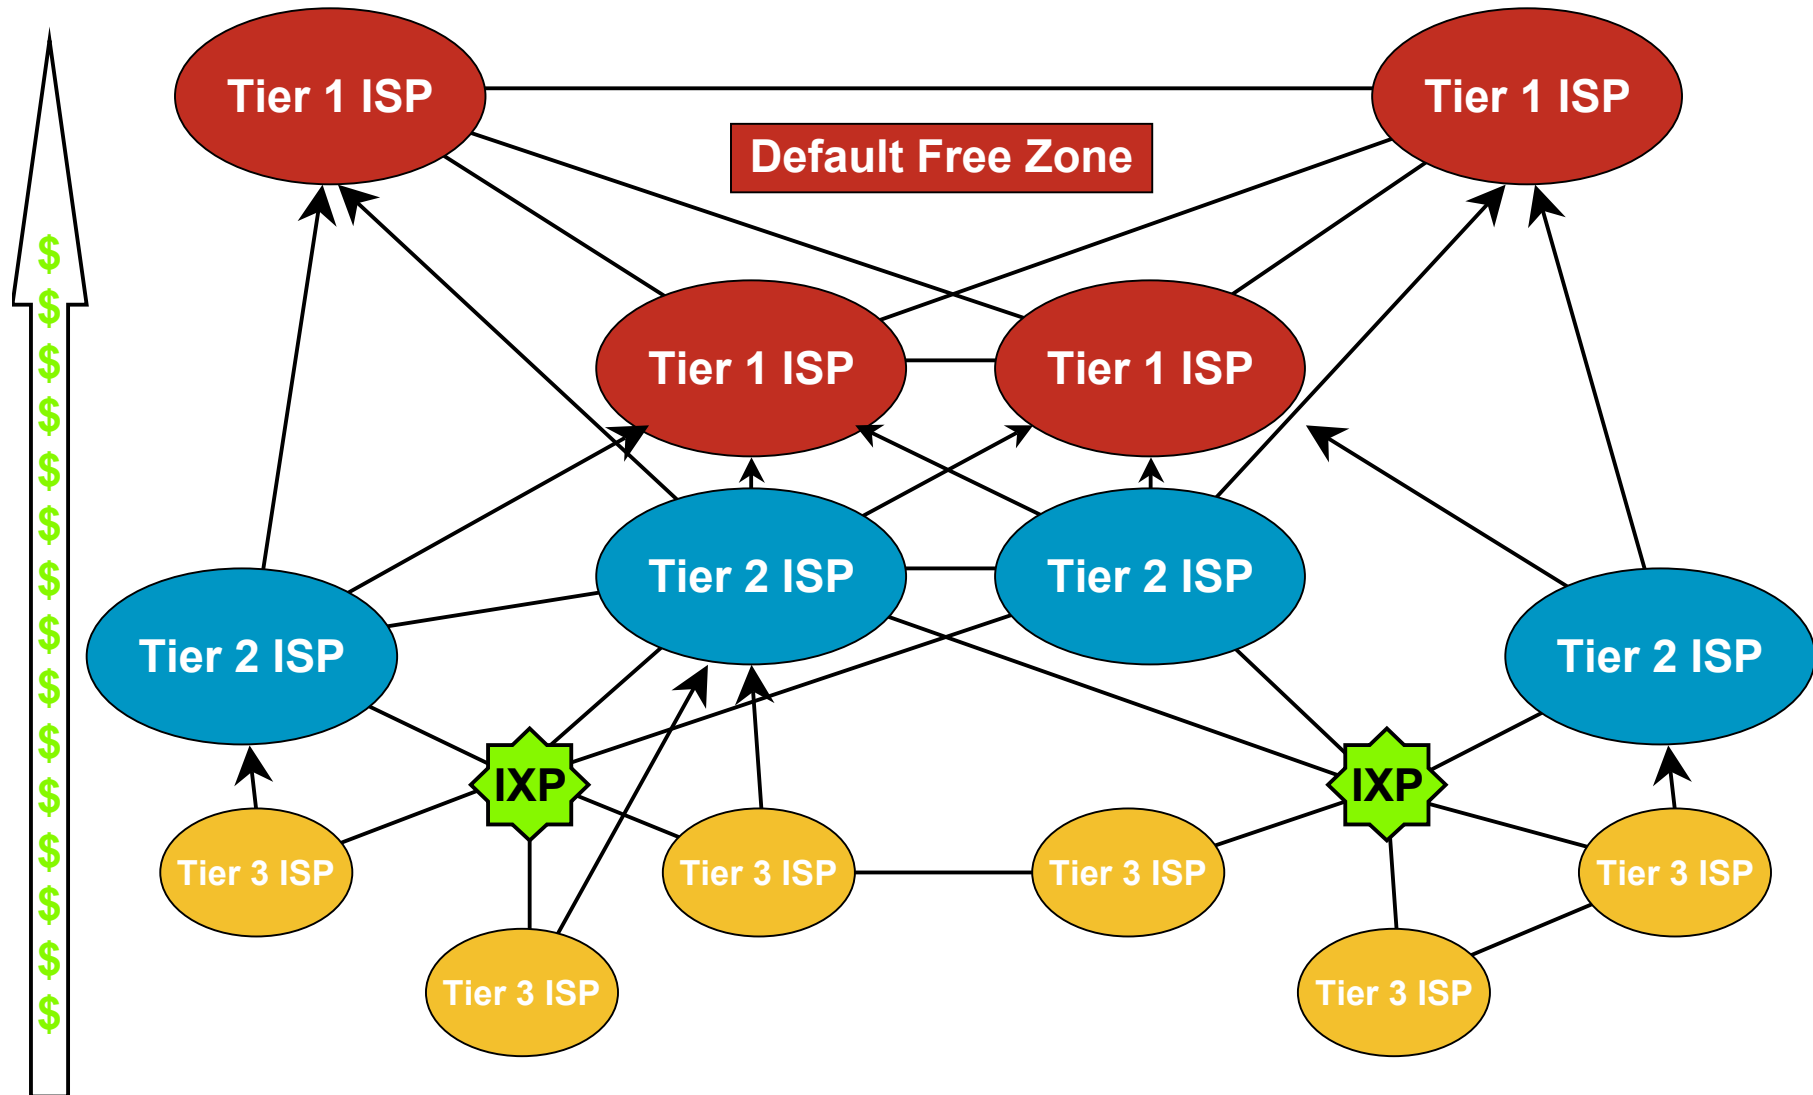 Tier 1 ISP
Tier 1 ISP
Default Free Zone
$
$
Tier 1 ISP
Tier 1 ISP
$
$
$
$
Tier 2 ISP
Tier 2 ISP
$
$
Tier 2 ISP
Tier 2 ISP
$
$
IXP
IXP
$
$
Tier 3 ISP
Tier 3 ISP
Tier 3 ISP
Tier 3 ISP
$
$
Tier 3 ISP
Tier 3 ISP
$